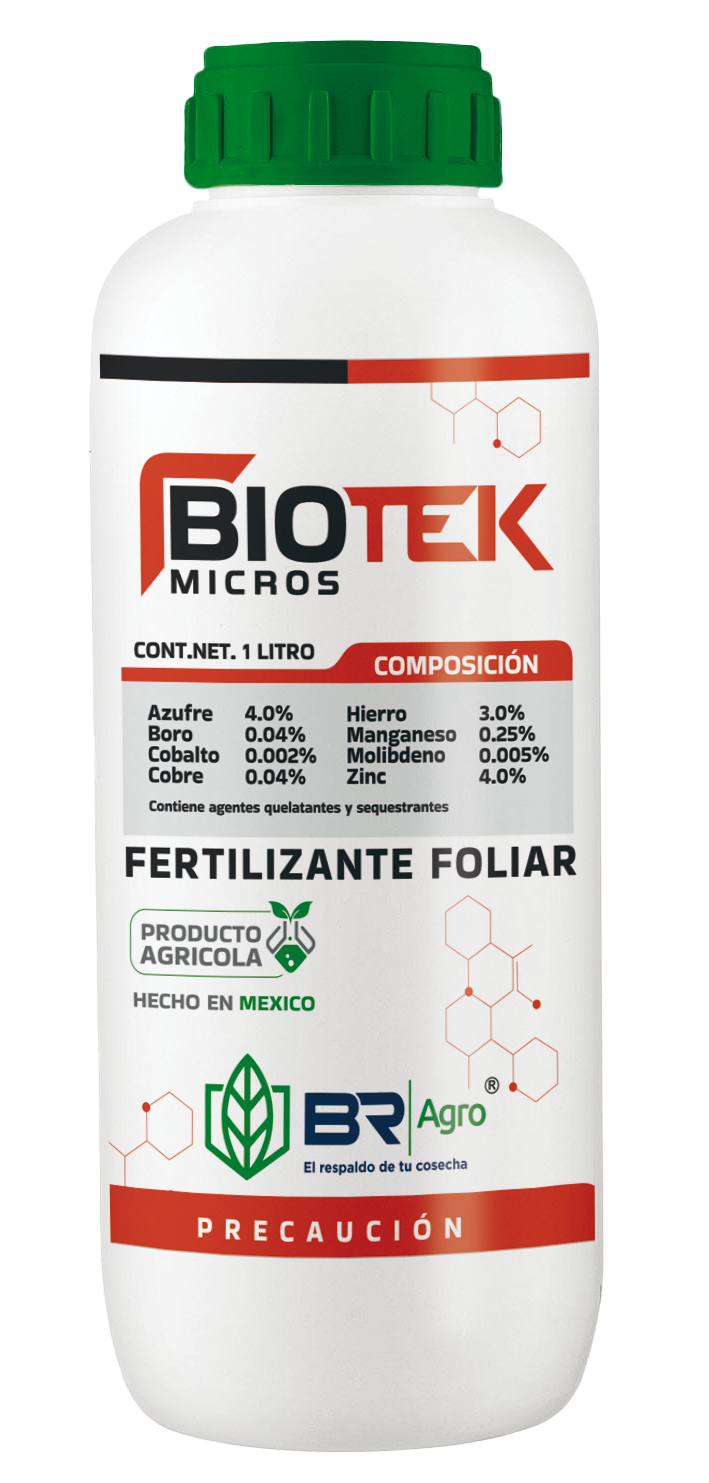 BIOTEK
MICROS
CONT.NET. 1 LITRO
COMPOSICIÓN
Azufre 4.0% Hierro 3.0%
Boro 0.04% Manganeso 0.25%
Cobalto 0.002% Molibdeno 0.005%
Cobre 0.04% Zinc 4.0%
Contiene agentes quelatantes y sequestrantes
FERTILIZANTE FOLIAR
PRODUCTO
AGRICOLA
HECHO EN MEXICO
BR Agro ®
El respaldo de tu cosecha
PRECAUCIÓN